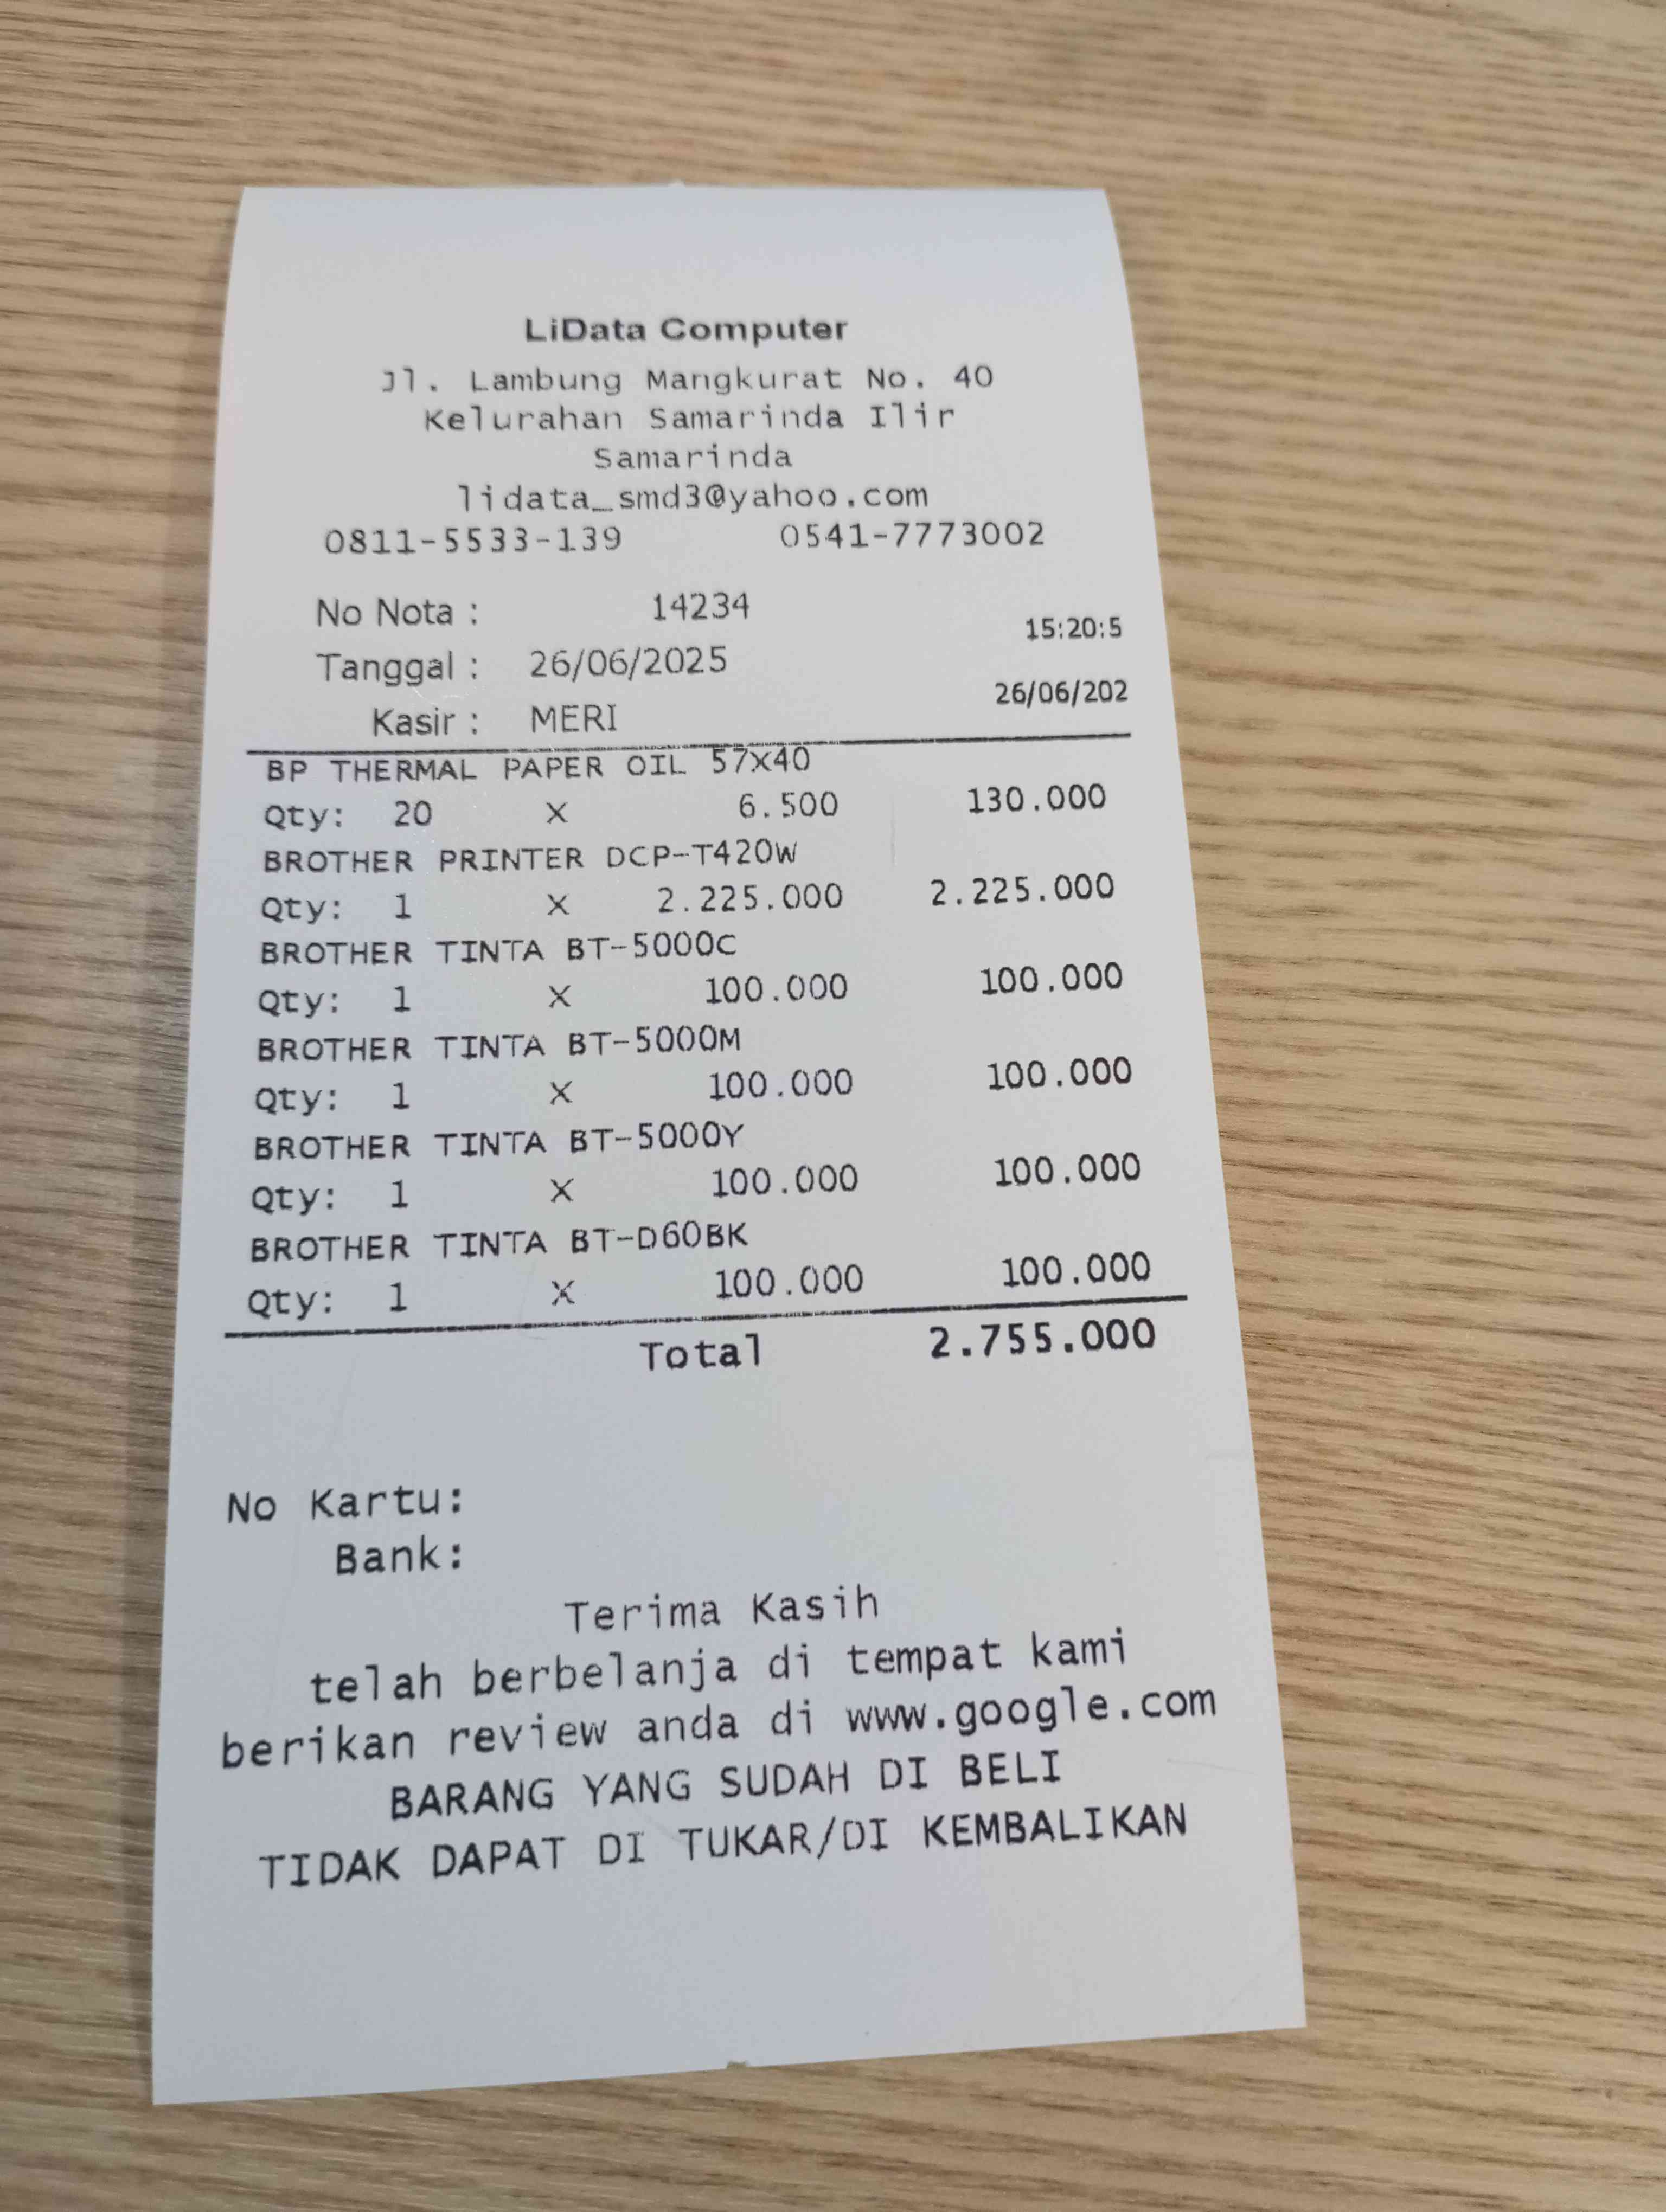 LiData Computer
Jl. Lambung Mangkurat No. 40
Kelurahan Samarinda Ilir
Samarinda
lidata_smd3@yahoo.com
0811-5533-139 0541-7773002
No Nota : 14234
15:20:5
Tanggal : 26/06/2025
26/06/202
Kasir : MERI
BP THERMAL PAPER OIL 57X40
Qty: 20 X 6.500 130.000
BROTHER PRINTER DCP-T420W
Qty: 1 X 2.225.000 2.225.000
BROTHER TINTA BT-5000C
Qty: 1 X 100.000 100.000
BROTHER TINTA BT-5000M
Qty: 1 X 100.000 100.000
BROTHER TINTA BT-5000Y
Qty: 1 X 100.000 100.000
BROTHER TINTA BT-D60BK
Qty: 1 X 100.000 100.000
Total 2.755.000
No Kartu:
Bank:
Terima Kasih
telah berbelanja di tempat kami
berikan review anda di www.google.com
BARANG YANG SUDAH DI BELI
TIDAK DAPAT DI TUKAR/DI KEMBALIKAN